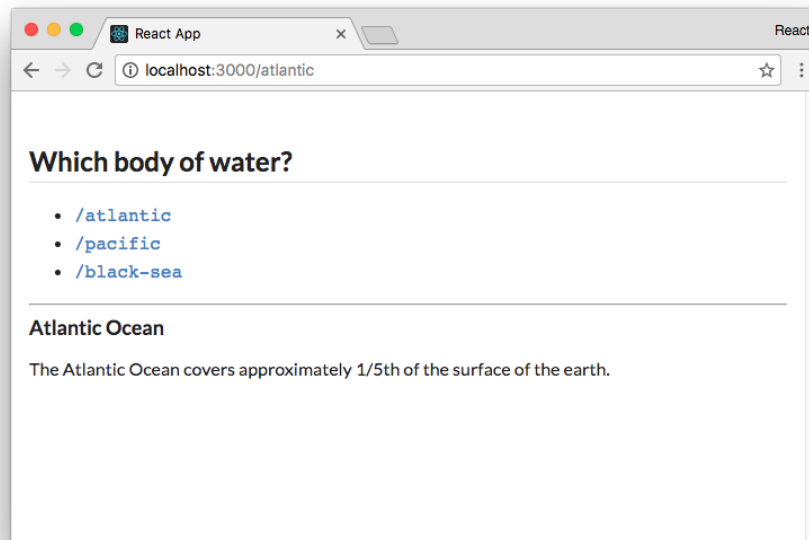 React App
React
localhost:3000/atlantic
Which body of water?
/atlantic
/pacific
/black-sea
Atlantic Ocean
The Atlantic Ocean covers approximately 1/5th of the surface of the earth.